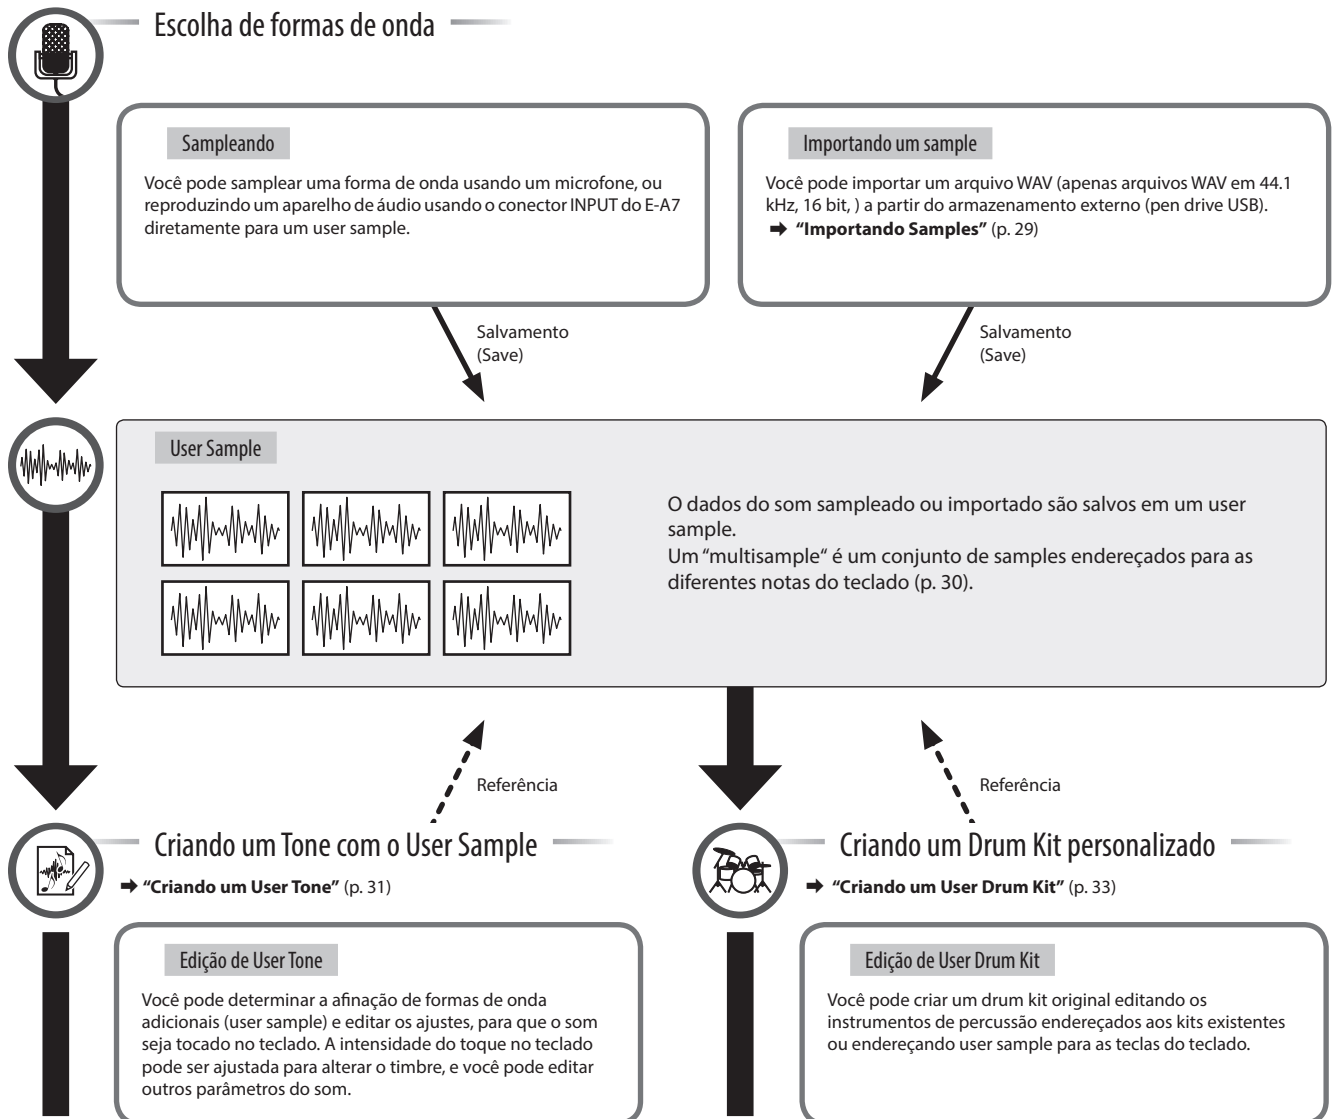 Escolha de formas de onda
Sampleando
Você pode samplear uma forma de onda usando um microfone, ou
reproduzindo um aparelho de áudio usando o conector INPUT do E-A7
diretamente para um user sample.
Importando um sample
Você pode importar um arquivo WAV (apenas arquivos WAV em 44.1
kHz, 16 bit, ) a partir do armazenamento externo (pen drive USB).
➡ “Importando Samples” (p. 29)
Salvamento
(Save)
Salvamento
(Save)
User Sample
O dados do som sampleado ou importado são salvos em um user
sample.
Um “multisample“ é um conjunto de samples endereçados para as
diferentes notas do teclado (p. 30).
Referência
Referência
Criando um Tone com o User Sample
➡ “Criando um User Tone” (p. 31)
Edição de User Tone
Você pode determinar a afinação de formas de onda
adicionais (user sample) e editar os ajustes, para que o som
seja tocado no teclado. A intensidade do toque no teclado
pode ser ajustada para alterar o timbre, e você pode editar
outros parâmetros do som.
Criando um Drum Kit personalizado
➡ “Criando um User Drum Kit” (p. 33)
Edição de User Drum Kit
Você pode criar um drum kit original editando os
instrumentos de percussão endereçados aos kits existentes
ou endereçando user sample para as teclas do teclado.